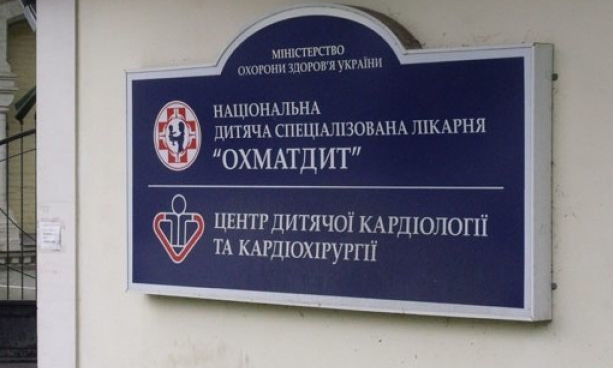 МІНІСТЕРСТВО
ОХОРОНИ ЗДОРОВ'Я УКРАЇНИ
НАЦІОНАЛЬНА
ДИТЯЧА СПЕЦІАЛІЗОВАНА ЛІКАРНЯ
“ОХМАТДИТ”
ЦЕНТР ДИТЯЧОЇ КАРДІОЛОГІЇ
ТА КАРДІОХІРУРГІЇ